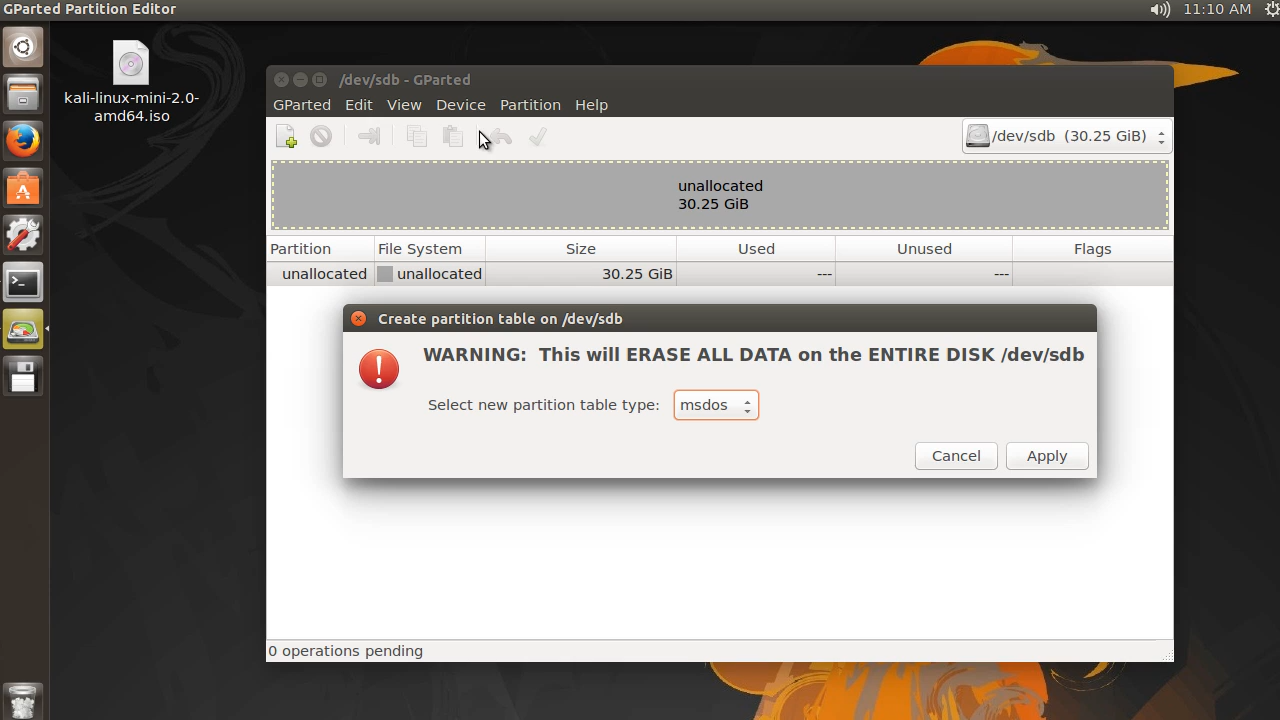 GParted Partition Editor
11:10 AM
kali-linux-mini-2.0-
amd64.iso
/dev/sdb - GParted
GParted Edit View Device Partition Help
/dev/sdb (30.25 GiB)
unallocated
30.25 GiB
Partition File System Size Used Unused Flags
unallocated unallocated 30.25 GiB --- ---
Create partition table on /dev/sdb
WARNING: This will ERASE ALL DATA on the ENTIRE DISK /dev/sdb
Select new partition table type: msdos
Cancel Apply
0 operations pending